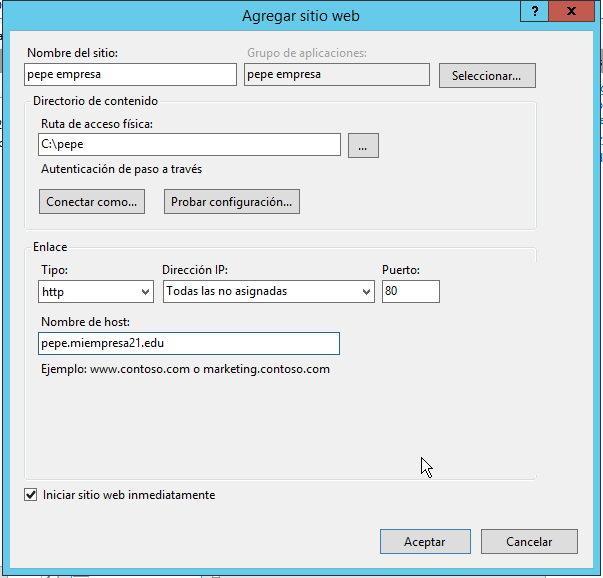 Agregar sitio web
?
x
Nombre del sitio:
Grupo de aplicaciones:
pepe empresa
pepe empresa
Seleccionar...
Directorio de contenido
Ruta de acceso física:
C:\pepe
...
Autenticación de paso a través
Conectar como...
Probar configuración...
Enlace
Tipo:
Dirección IP:
Puerto:
http
Todas las no asignadas
80
Nombre de host:
pepe.miempresa21.edu
Ejemplo: www.contoso.com o marketing.contoso.com
Iniciar sitio web inmediatamente
Aceptar
Cancelar